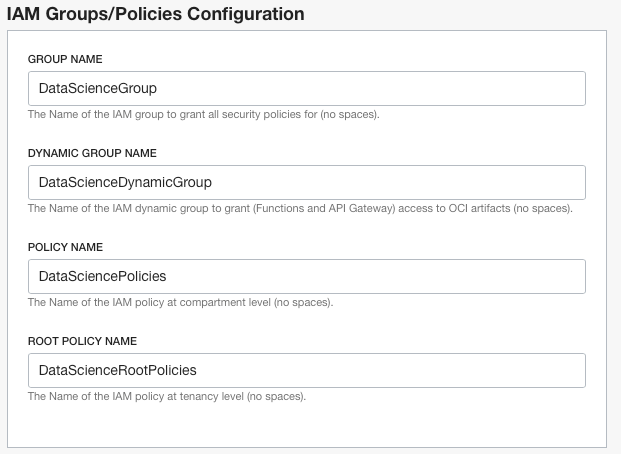 IAM Groups/Policies Configuration
GROUP NAME
DataScienceGroup
The Name of the IAM group to grant all security policies for (no spaces).
DYNAMIC GROUP NAME
DataScienceDynamicGroup
The Name of the IAM dynamic group to grant (Functions and API Gateway) access to OCI artifacts (no spaces).
POLICY NAME
DataSciencePolicies
The Name of the IAM policy at compartment level (no spaces).
ROOT POLICY NAME
DataScienceRootPolicies
The Name of the IAM policy at tenancy level (no spaces).